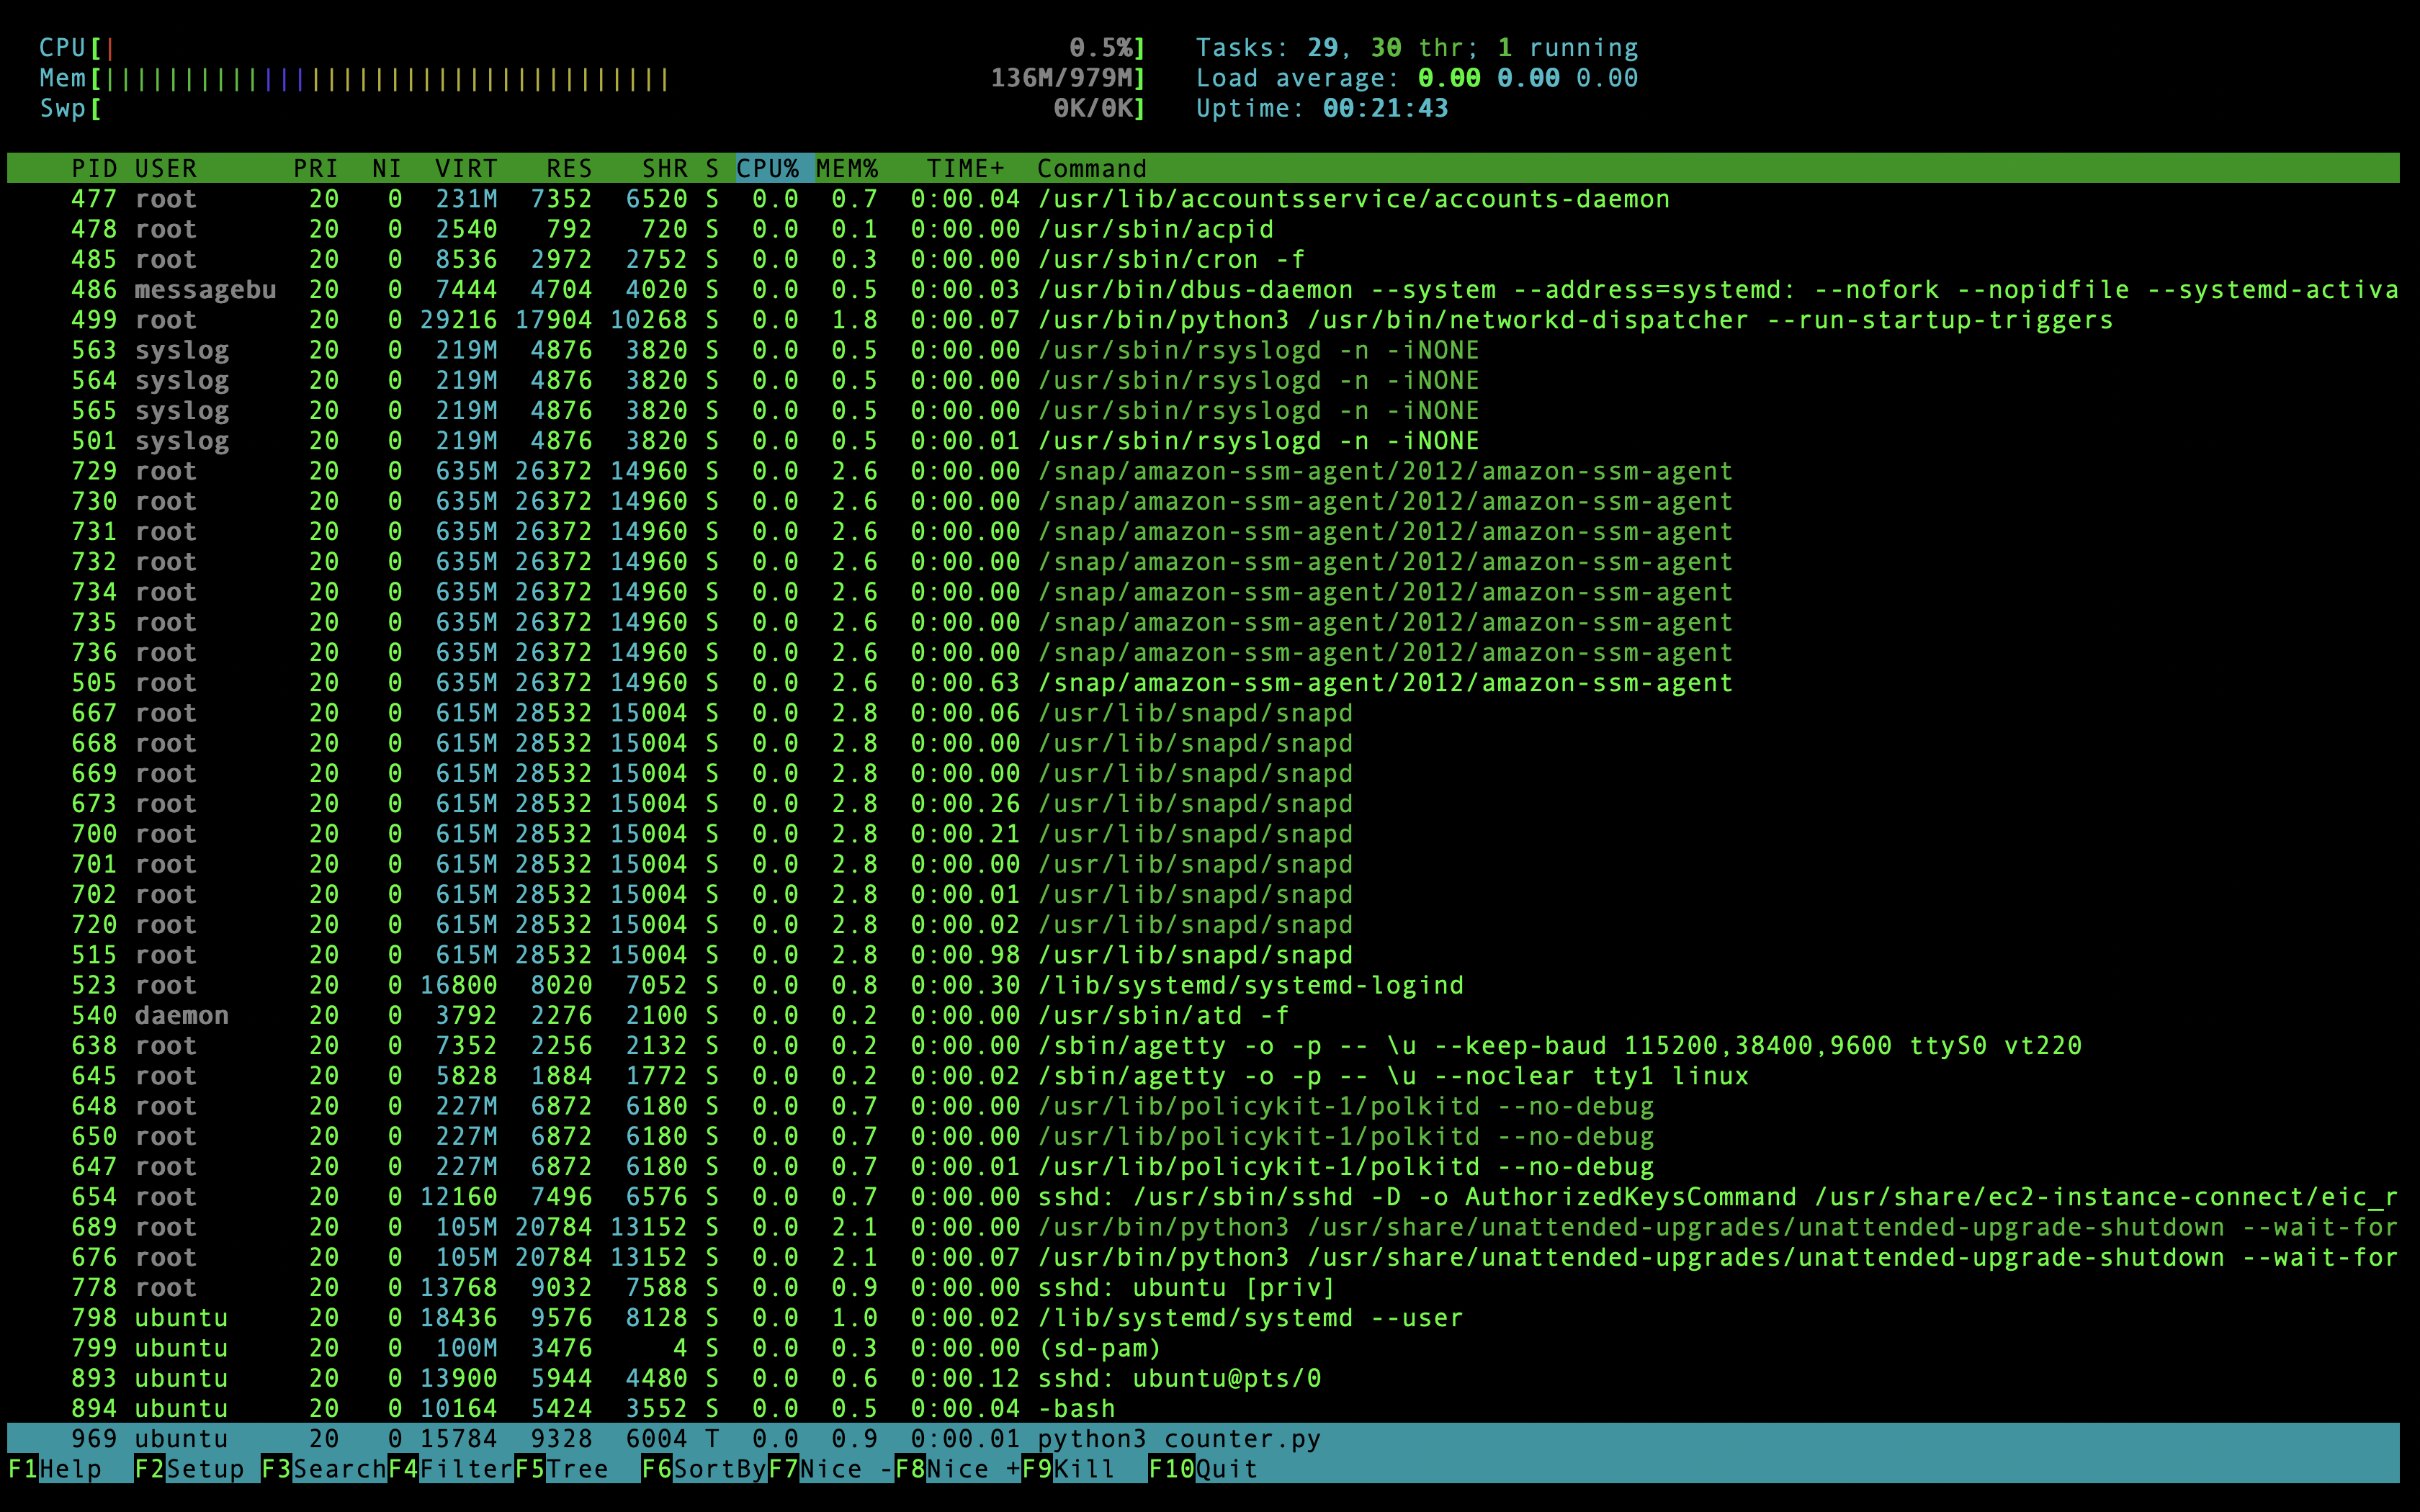 CPU[| 0.5%] Tasks: 29, 30 thr; 1 running
Mem[|||||||||||||||||||||||||||||||||||| 136M/979M] Load average: 0.00 0.00 0.00
Swp[ 0K/0K] Uptime: 00:21:43
PID USER PRI NI VIRT RES SHR S CPU% MEM% TIME+ Command
477 root 20 0 231M 7352 6520 S 0.0 0.7 0:00.04 /usr/lib/accountsservice/accounts-daemon
478 root 20 0 2540 792 720 S 0.0 0.1 0:00.00 /usr/sbin/acpid
485 root 20 0 8536 2972 2752 S 0.0 0.3 0:00.00 /usr/sbin/cron -f
486 messagebu 20 0 7444 4704 4020 S 0.0 0.5 0:00.03 /usr/bin/dbus-daemon --system --address=systemd: --nofork --nopidfile --systemd-activa
499 root 20 0 29216 17904 10268 S 0.0 1.8 0:00.07 /usr/bin/python3 /usr/bin/networkd-dispatcher --run-startup-triggers
563 syslog 20 0 219M 4876 3820 S 0.0 0.5 0:00.00 /usr/sbin/rsyslogd -n -iNONE
564 syslog 20 0 219M 4876 3820 S 0.0 0.5 0:00.00 /usr/sbin/rsyslogd -n -iNONE
565 syslog 20 0 219M 4876 3820 S 0.0 0.5 0:00.00 /usr/sbin/rsyslogd -n -iNONE
501 syslog 20 0 219M 4876 3820 S 0.0 0.5 0:00.01 /usr/sbin/rsyslogd -n -iNONE
729 root 20 0 635M 26372 14960 S 0.0 2.6 0:00.00 /snap/amazon-ssm-agent/2012/amazon-ssm-agent
730 root 20 0 635M 26372 14960 S 0.0 2.6 0:00.00 /snap/amazon-ssm-agent/2012/amazon-ssm-agent
731 root 20 0 635M 26372 14960 S 0.0 2.6 0:00.00 /snap/amazon-ssm-agent/2012/amazon-ssm-agent
732 root 20 0 635M 26372 14960 S 0.0 2.6 0:00.00 /snap/amazon-ssm-agent/2012/amazon-ssm-agent
734 root 20 0 635M 26372 14960 S 0.0 2.6 0:00.00 /snap/amazon-ssm-agent/2012/amazon-ssm-agent
735 root 20 0 635M 26372 14960 S 0.0 2.6 0:00.00 /snap/amazon-ssm-agent/2012/amazon-ssm-agent
736 root 20 0 635M 26372 14960 S 0.0 2.6 0:00.00 /snap/amazon-ssm-agent/2012/amazon-ssm-agent
505 root 20 0 635M 26372 14960 S 0.0 2.6 0:00.63 /snap/amazon-ssm-agent/2012/amazon-ssm-agent
667 root 20 0 615M 28532 15004 S 0.0 2.8 0:00.06 /usr/lib/snapd/snapd
668 root 20 0 615M 28532 15004 S 0.0 2.8 0:00.00 /usr/lib/snapd/snapd
669 root 20 0 615M 28532 15004 S 0.0 2.8 0:00.00 /usr/lib/snapd/snapd
673 root 20 0 615M 28532 15004 S 0.0 2.8 0:00.26 /usr/lib/snapd/snapd
700 root 20 0 615M 28532 15004 S 0.0 2.8 0:00.21 /usr/lib/snapd/snapd
701 root 20 0 615M 28532 15004 S 0.0 2.8 0:00.00 /usr/lib/snapd/snapd
702 root 20 0 615M 28532 15004 S 0.0 2.8 0:00.01 /usr/lib/snapd/snapd
720 root 20 0 615M 28532 15004 S 0.0 2.8 0:00.02 /usr/lib/snapd/snapd
515 root 20 0 615M 28532 15004 S 0.0 2.8 0:00.98 /usr/lib/snapd/snapd
523 root 20 0 16800 8020 7052 S 0.0 0.8 0:00.30 /lib/systemd/systemd-logind
540 daemon 20 0 3792 2276 2100 S 0.0 0.2 0:00.00 /usr/sbin/atd -f
638 root 20 0 7352 2256 2132 S 0.0 0.2 0:00.00 /sbin/agetty -o -p -- \u --keep-baud 115200,38400,9600 ttyS0 vt220
645 root 20 0 5828 1884 1772 S 0.0 0.2 0:00.02 /sbin/agetty -o -p -- \u --noclear tty1 linux
648 root 20 0 227M 6872 6180 S 0.0 0.7 0:00.00 /usr/lib/policykit-1/polkitd --no-debug
650 root 20 0 227M 6872 6180 S 0.0 0.7 0:00.00 /usr/lib/policykit-1/polkitd --no-debug
647 root 20 0 227M 6872 6180 S 0.0 0.7 0:00.01 /usr/lib/policykit-1/polkitd --no-debug
654 root 20 0 12160 7496 6576 S 0.0 0.7 0:00.00 sshd: /usr/sbin/sshd -D -o AuthorizedKeysCommand /usr/share/ec2-instance-connect/eic_r
689 root 20 0 105M 20784 13152 S 0.0 2.1 0:00.00 /usr/bin/python3 /usr/share/unattended-upgrades/unattended-upgrade-shutdown --wait-for
676 root 20 0 105M 20784 13152 S 0.0 2.1 0:00.07 /usr/bin/python3 /usr/share/unattended-upgrades/unattended-upgrade-shutdown --wait-for
778 root 20 0 13768 9032 7588 S 0.0 0.9 0:00.00 sshd: ubuntu [priv]
798 ubuntu 20 0 18436 9576 8128 S 0.0 1.0 0:00.02 /lib/systemd/systemd --user
799 ubuntu 20 0 100M 3476 4 S 0.0 0.3 0:00.00 (sd-pam)
893 ubuntu 20 0 13900 5944 4480 S 0.0 0.6 0:00.12 sshd: ubuntu@pts/0
894 ubuntu 20 0 10164 5424 3552 S 0.0 0.5 0:00.04 -bash
969 ubuntu 20 0 15784 9328 6004 T 0.0 0.9 0:00.01 python3 counter.py
F1Help F2Setup F3SearchF4FilterF5Tree F6SortByF7Nice -F8Nice +F9Kill F10Quit